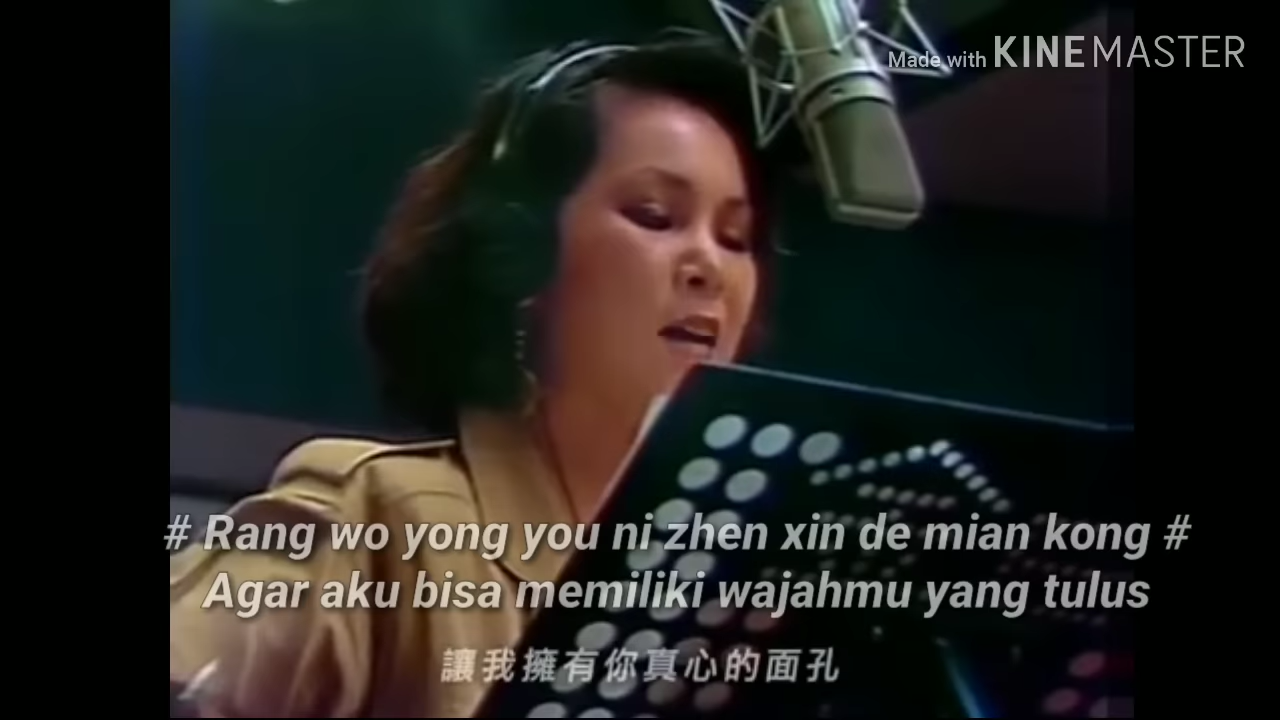 Made with KINEMASTER
# Rang wo yong you ni zhen xin de mian kong #
Agar aku bisa memiliki wajahmu yang tulus
讓我擁有你真心的面孔